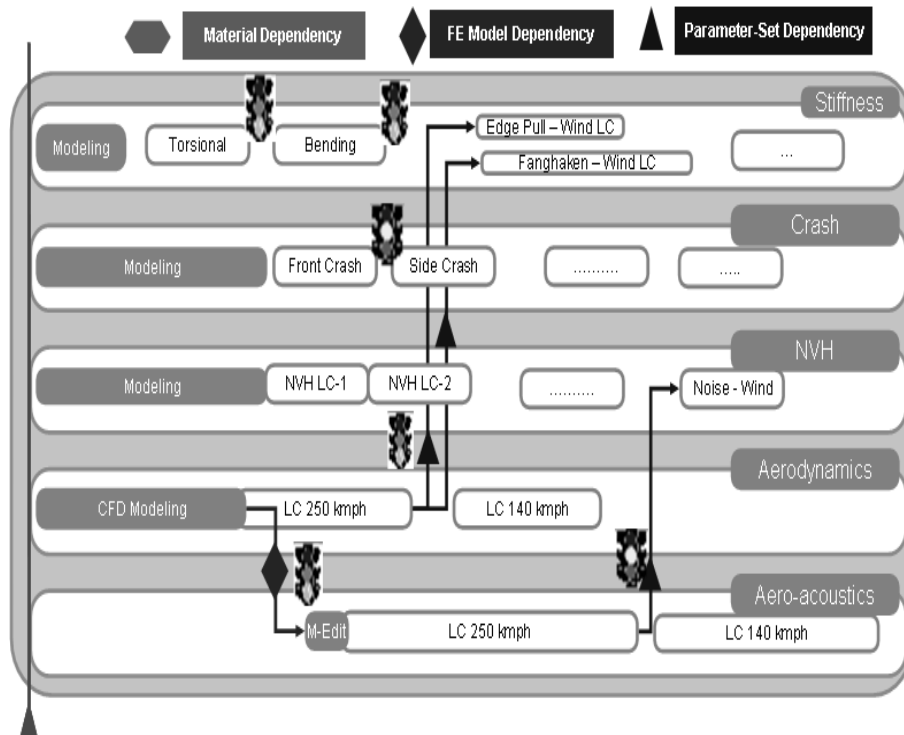 Material Dependency
FE Model Dependency
Parameter-Set Dependency
Stiffness
Modeling
Torsional
Bending
Edge Pull – Wind LC
Fanghaken – Wind LC
...
Crash
Modeling
Front Crash
Side Crash
..........
.....
NVH
Modeling
NVH LC-1
NVH LC-2
..........
Noise - Wind
Aerodynamics
CFD Modeling
LC 250 kmph
LC 140 kmph
Aero-acoustics
M-Edit
LC 250 kmph
LC 140 kmph